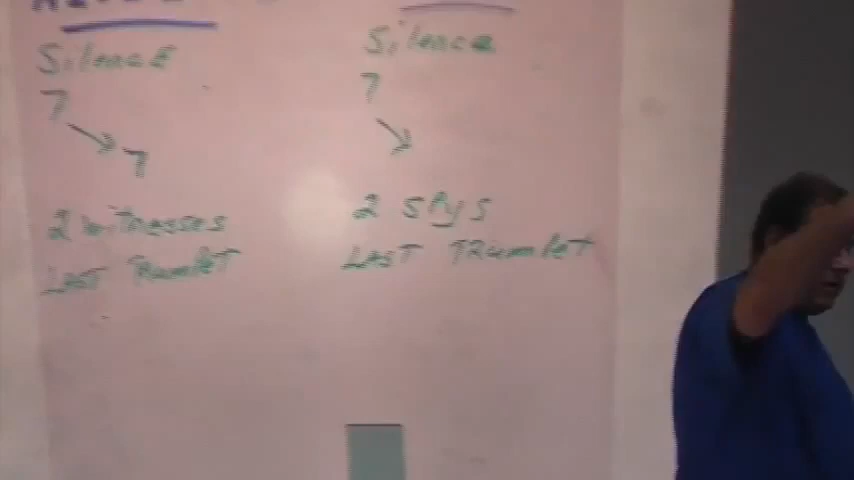 Silence
7
7
2 witnesses
LAST TRumPeT
Silence
7
2 SPyS
LAST TRumPeT